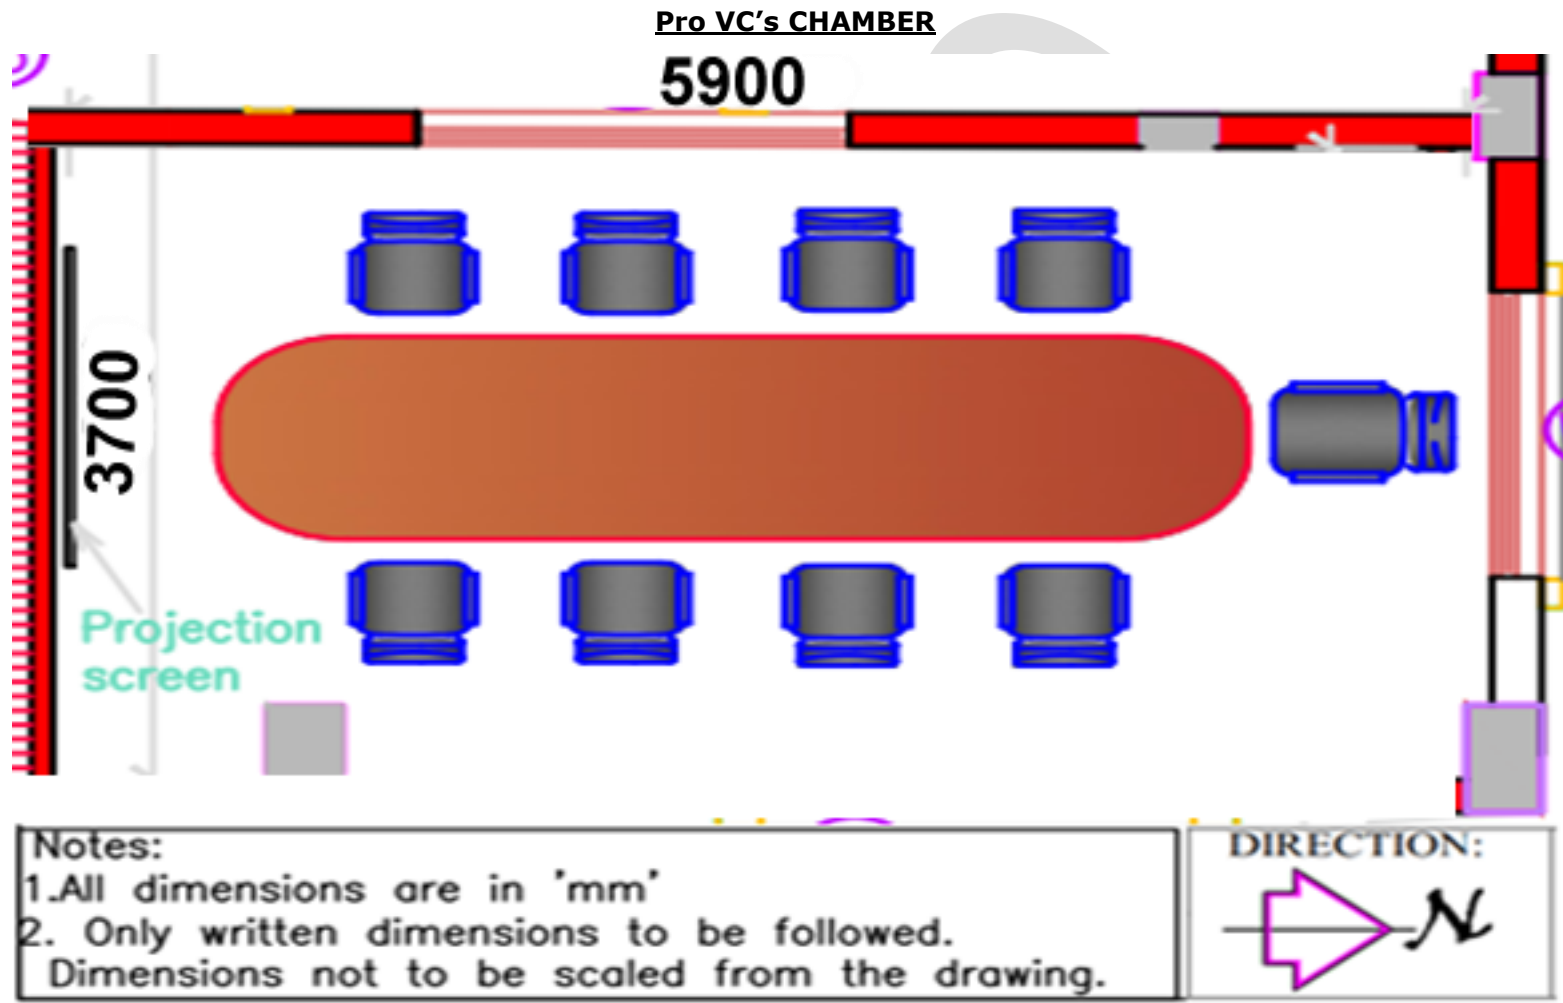 Pro VC’s CHAMBER
5900
3700
Projection
screen
Notes:
1.All dimensions are in 'mm'
2. Only written dimensions to be followed.
Dimensions not to be scaled from the drawing.
DIRECTION:
N